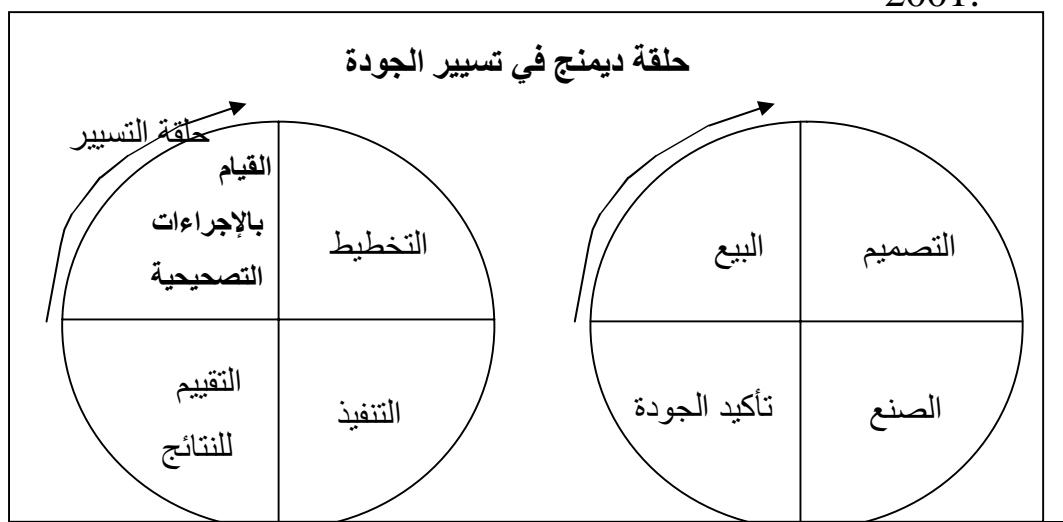 2001.
حلقة ديمنج في تسيير الجودة
حلقة التسيير
القيام
بالإجراءات
التصحيحية
التخطيط
التقييم
للنتائج
التنفيذ
البيع
التصميم
تأكيد الجودة
الصنع